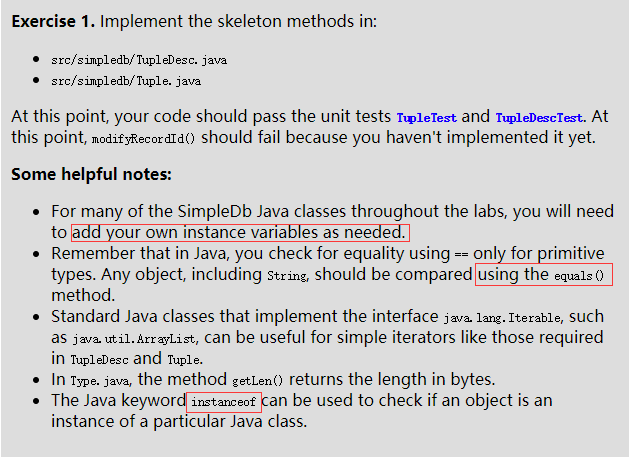 Exercise 1. Implement the skeleton methods in:
• src/simpledb/TupleDesc.java
• src/simpledb/Tuple.java
At this point, your code should pass the unit tests TupleTest and TupleDescTest. At
this point, modifyRecordId() should fail because you haven't implemented it yet.
Some helpful notes:
• For many of the SimpleDb Java classes throughout the labs, you will need
to add your own instance variables as needed.
• Remember that in Java, you check for equality using == only for primitive
types. Any object, including String, should be compared using the equals()
method.
• Standard Java classes that implement the interface java.lang.Iterable, such
as java.util.ArrayList, can be useful for simple iterators like those required
in TupleDesc and Tuple.
• In Type.java, the method getLen() returns the length in bytes.
• The Java keyword instanceof can be used to check if an object is an
instance of a particular Java class.